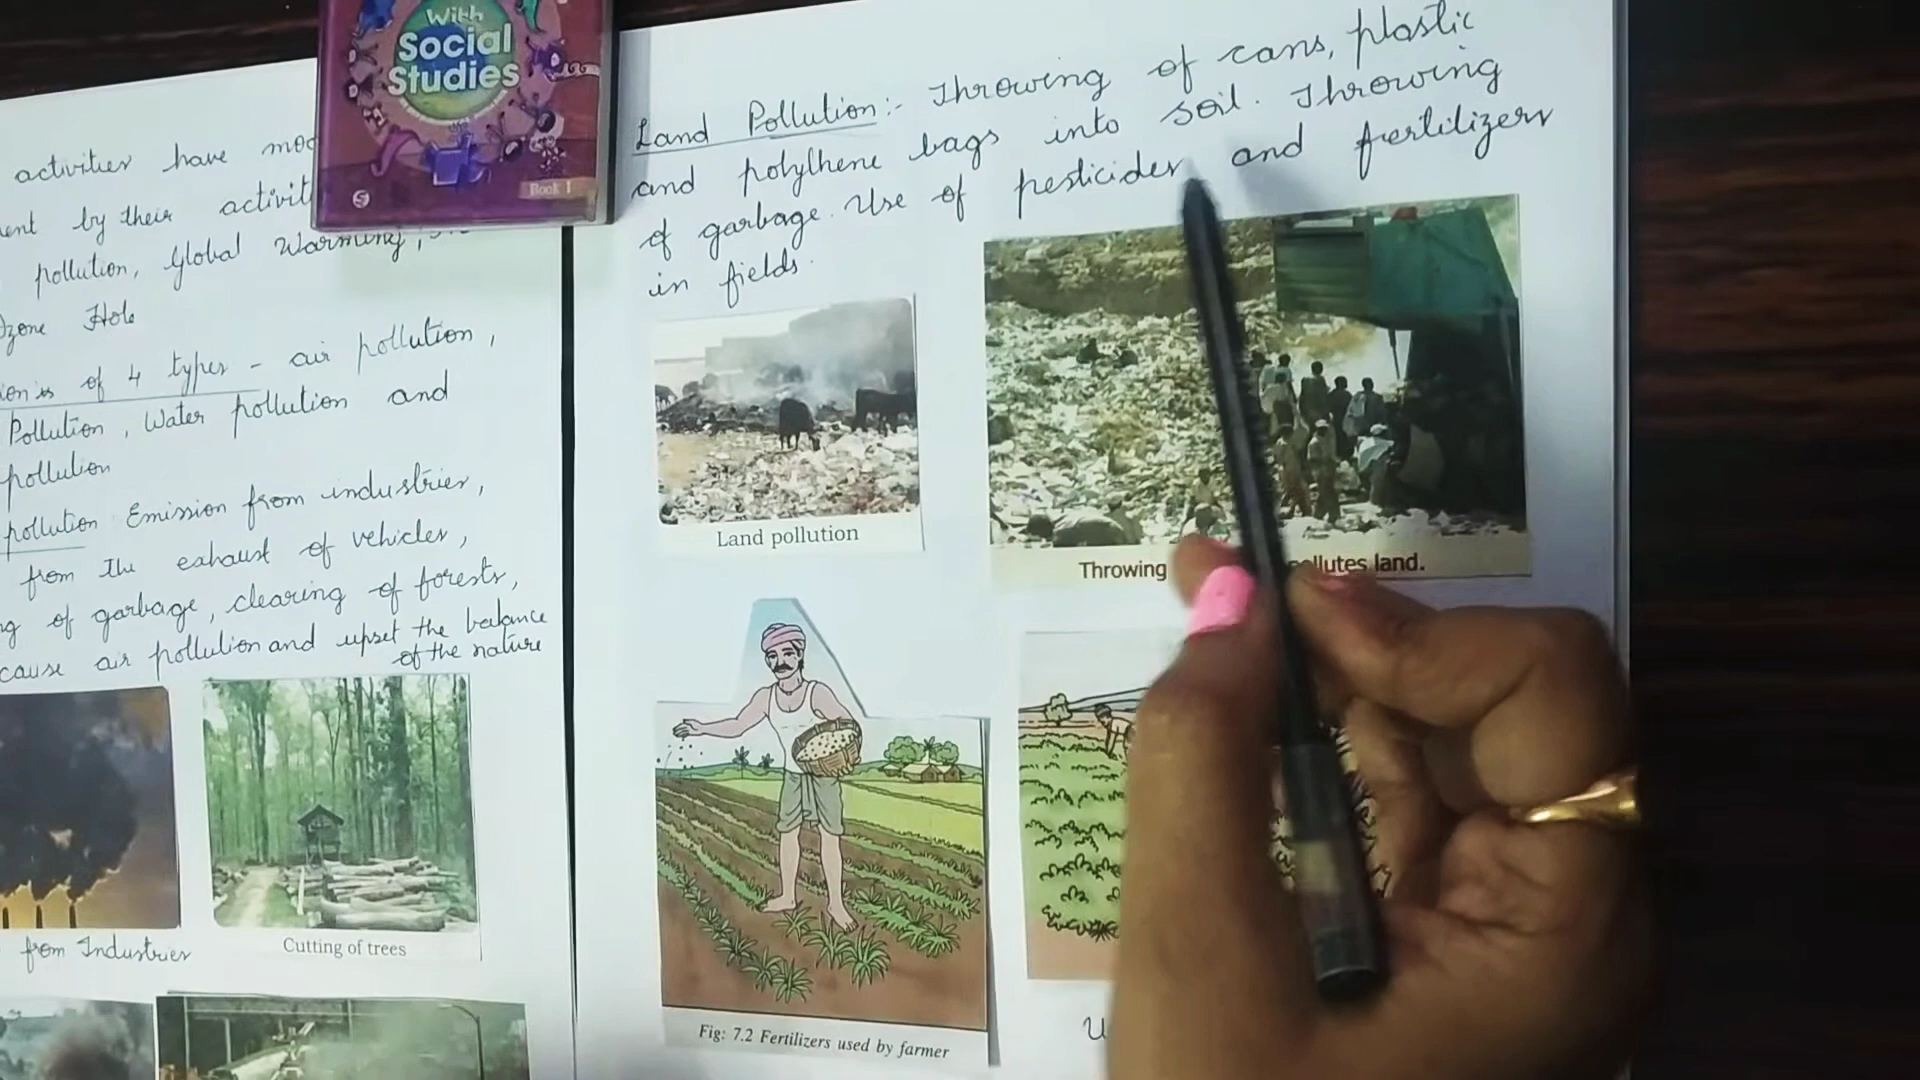 With
Social
Studies
Book 1
activities have
by their
pollution, Global Warming,
Hole
of 4 types - air pollution,
Pollution, Water pollution and
pollution
pollution Emission from industries,
from the exhaust of vehicles,
of garbage, clearing of forests,
cause air pollution and upset the balance
of the nature
from Industries
Cutting of trees
Land Pollution:- Throwing of cans, plastic
and polythene bags into soil. Throwing
of garbage. Use of pesticides and fertilizers
in fields.
Land pollution
Throwing pollutes land.
Fig: 7.2 Fertilizers used by farmer